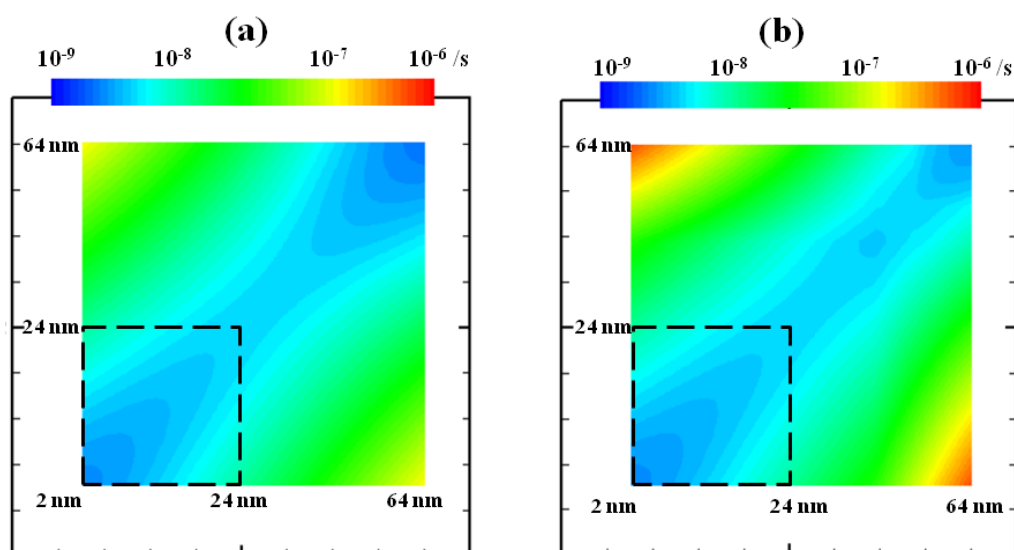 (a) (b)
10-9 10-8 10-7 10-6 /s 10-9 10-8 10-7 10-6 /s
64 nm 64 nm
24 nm 24 nm
2 nm 24 nm 64 nm 2 nm 24 nm 64 nm